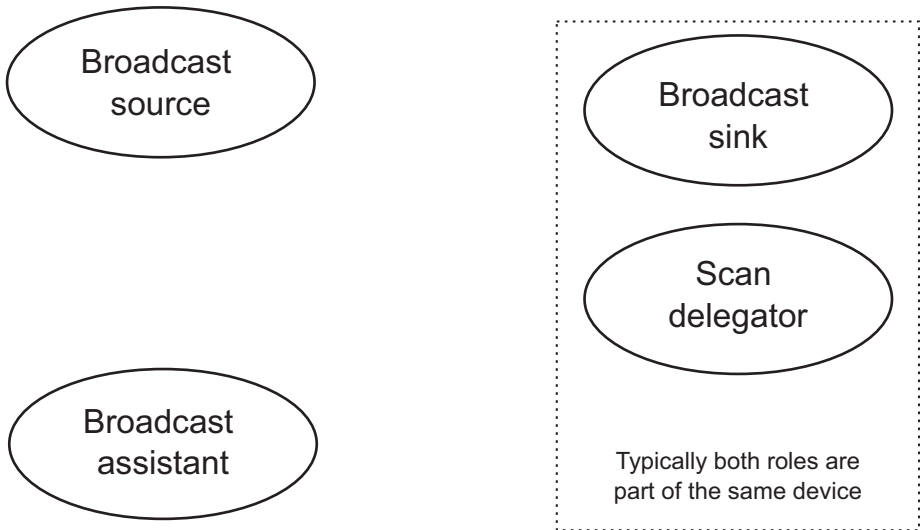 Broadcast
source
Broadcast
sink
Scan
delegator
Broadcast
assistant
Typically both roles are
part of the same device